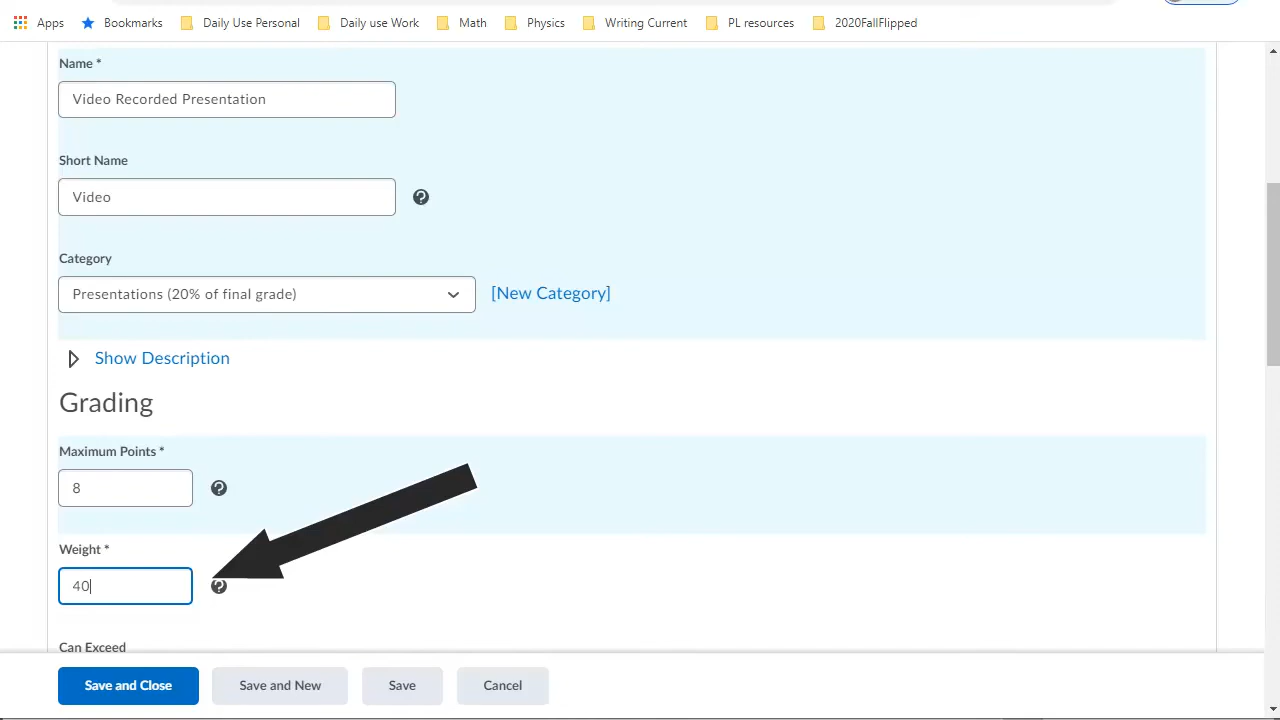 Apps Bookmarks Daily Use Personal Daily use Work Math Physics Writing Current PL resources 2020FallFlipped
Name *
Video Recorded Presentation
Short Name
Video
Category
Presentations (20% of final grade) [New Category]
Show Description
Grading
Maximum Points *
8
Weight *
40
Can Exceed
Save and Close Save and New Save Cancel